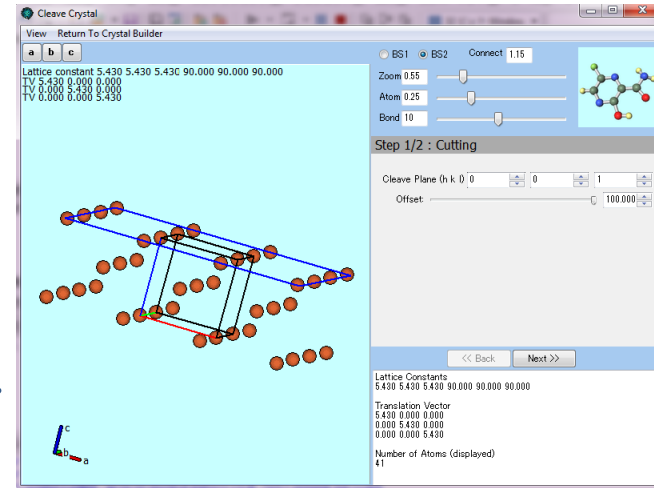 Cleave Crystal
View Return To Crystal Builder
a b c
Lattice constant 5.430 5.430 5.430 90.000 90.000 90.000
TV 5.430 0.000 0.000
TV 0.000 5.430 0.000
TV 0.000 0.000 5.430
c
b
a
BS1 BS2 Connect 1.15
Zoom 0.55
Atom 0.25
Bond 10
Step 1/2 : Cutting
Cleave Plane (h k l) 0 0 1
Offset 100.000
<< Back Next >>
Lattice Constants
5.430 5.430 5.430 90.000 90.000 90.000
Translation Vector
5.430 0.000 0.000
0.000 5.430 0.000
0.000 0.000 5.430
Number of Atoms (displayed)
41